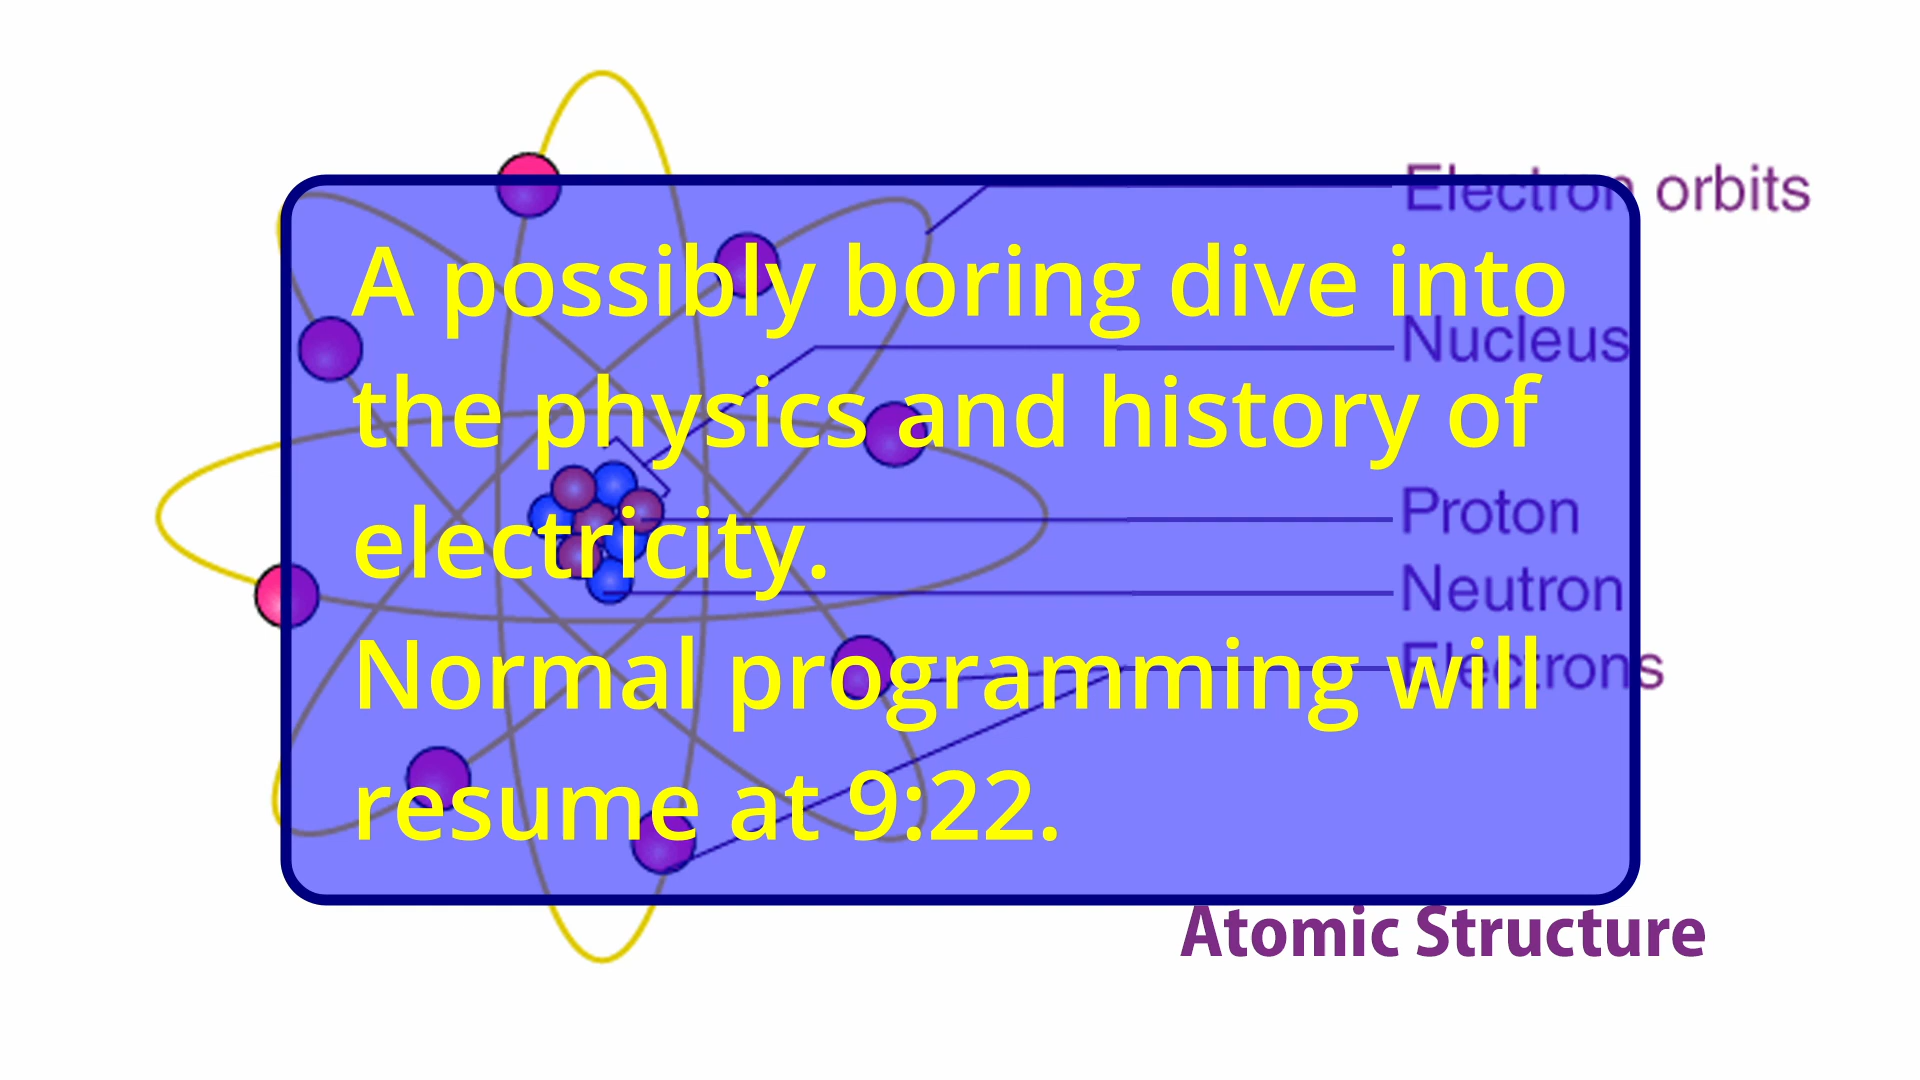 Electron orbits
A possibly boring dive into
Nucleus
the physics and history of
Proton
electricity.
Neutron
Electrons
Normal programming will
resume at 9:22.
Atomic Structure